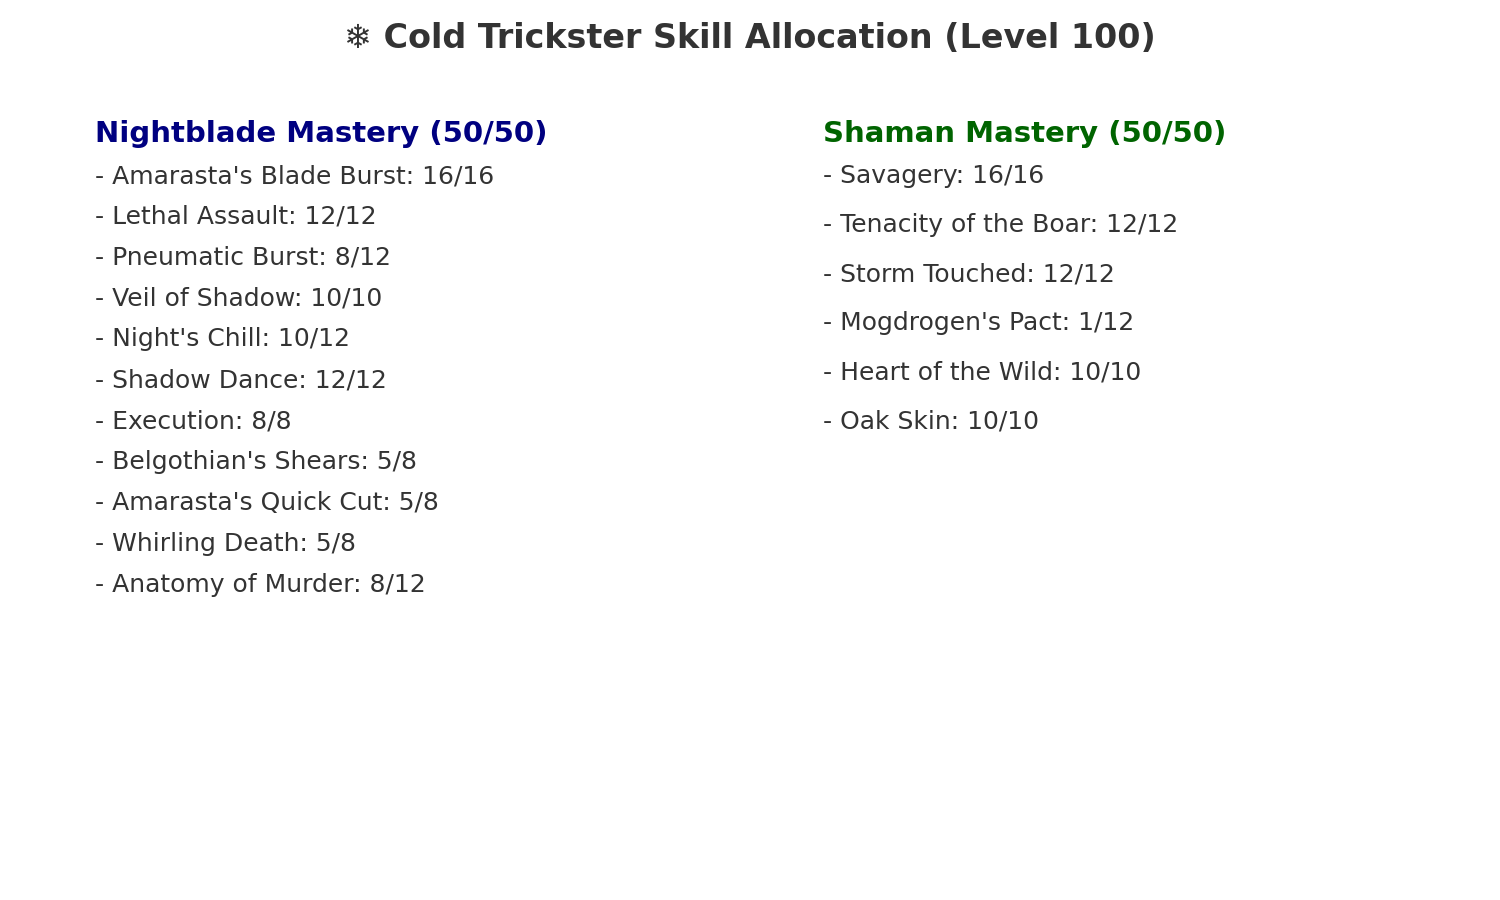 ❄ Cold Trickster Skill Allocation (Level 100)
Nightblade Mastery (50/50)
- Amarasta's Blade Burst: 16/16
- Lethal Assault: 12/12
- Pneumatic Burst: 8/12
- Veil of Shadow: 10/10
- Night's Chill: 10/12
- Shadow Dance: 12/12
- Execution: 8/8
- Belgothian's Shears: 5/8
- Amarasta's Quick Cut: 5/8
- Whirling Death: 5/8
- Anatomy of Murder: 8/12
Shaman Mastery (50/50)
- Savagery: 16/16
- Tenacity of the Boar: 12/12
- Storm Touched: 12/12
- Mogdrogen's Pact: 1/12
- Heart of the Wild: 10/10
- Oak Skin: 10/10